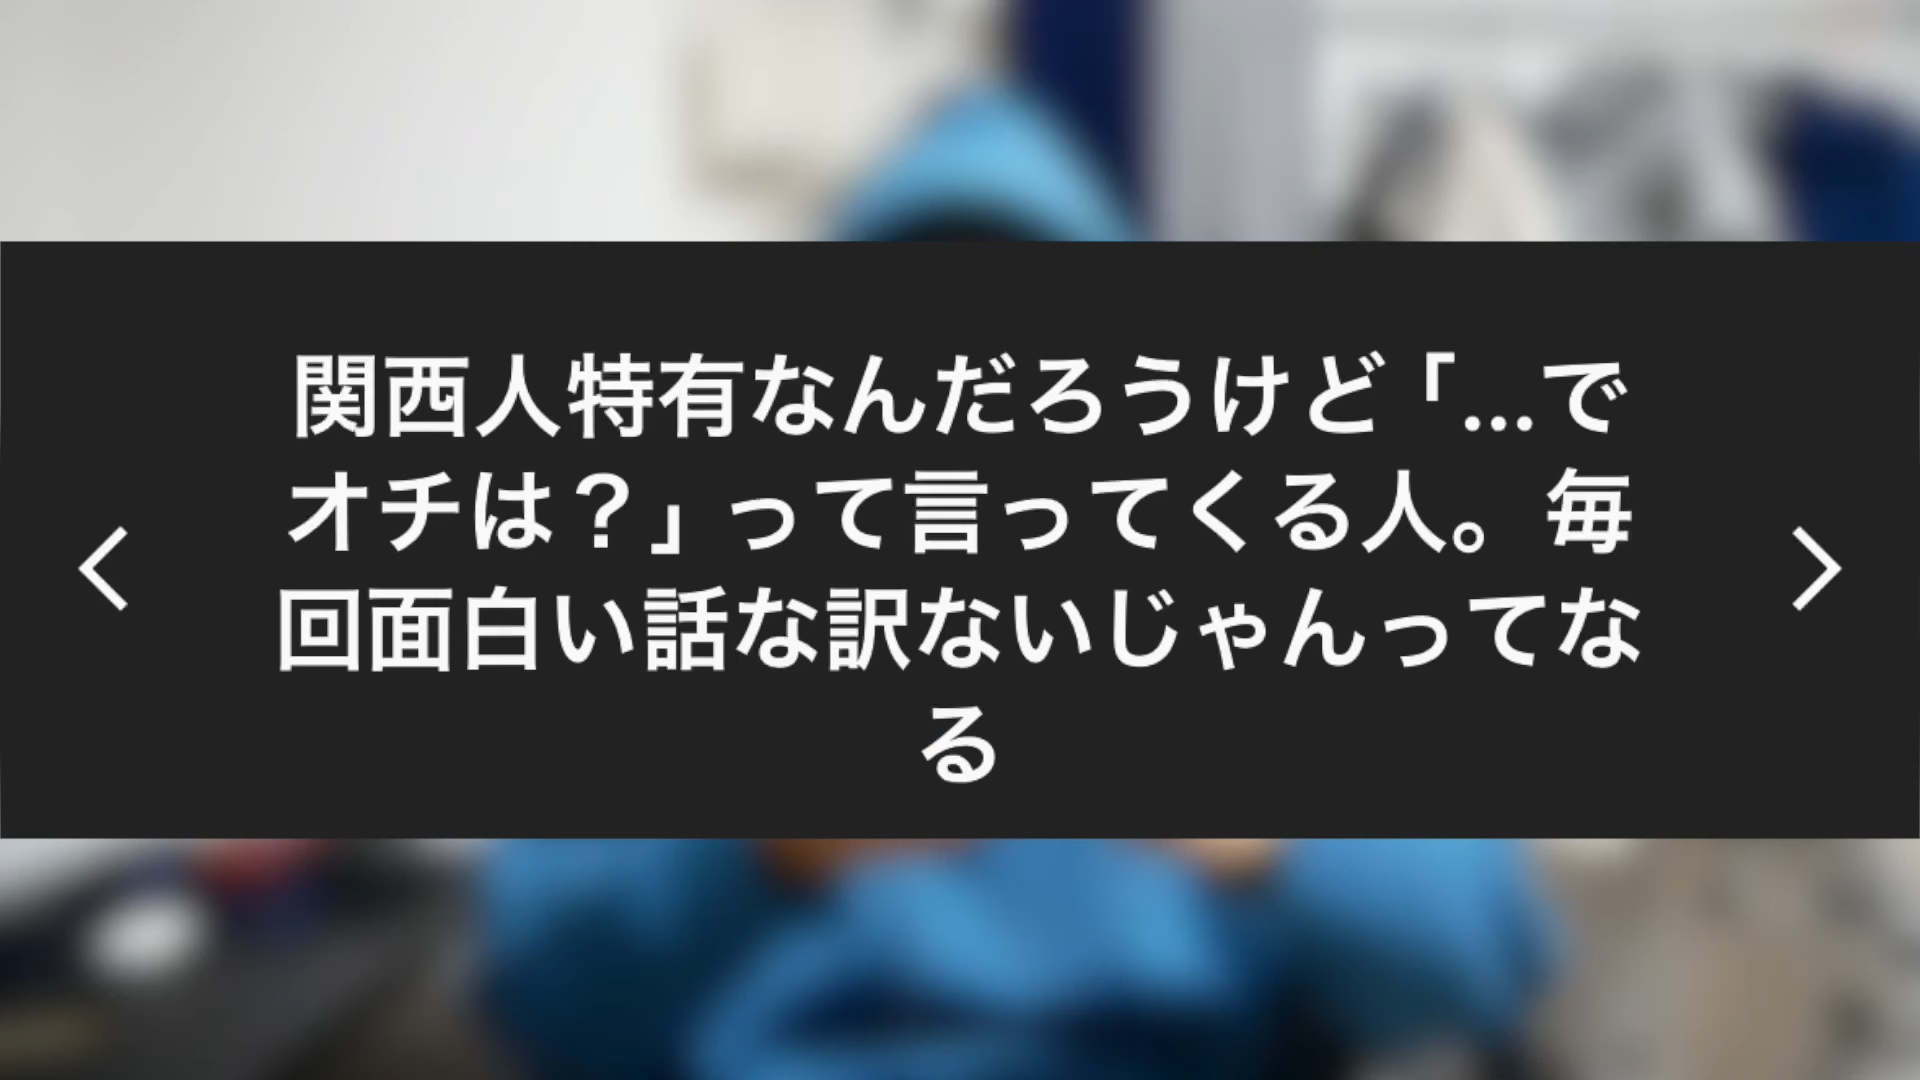 関西人特有なんだろうけど「...で
オチは？」って言ってくる人。毎
回面白い話な訳ないじゃんってな
る